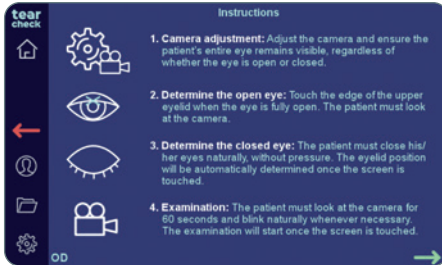 tear
check
Instructions
1. Camera adjustment: Adjust the camera and ensure the
patient's entire eye remains visible, regardless of
whether the eye is open or closed.
2. Determine the open eye: Touch the edge of the upper
eyelid when the eye is fully open. The patient must look
at the camera.
3. Determine the closed eye: The patient must close his/
her eyes naturally, without pressure. The eyelid position
will be automatically determined once the screen is
touched.
4. Examination: The patient must look at the camera for
60 seconds and blink naturally whenever necessary.
The examination will start once the screen is touched.
OD